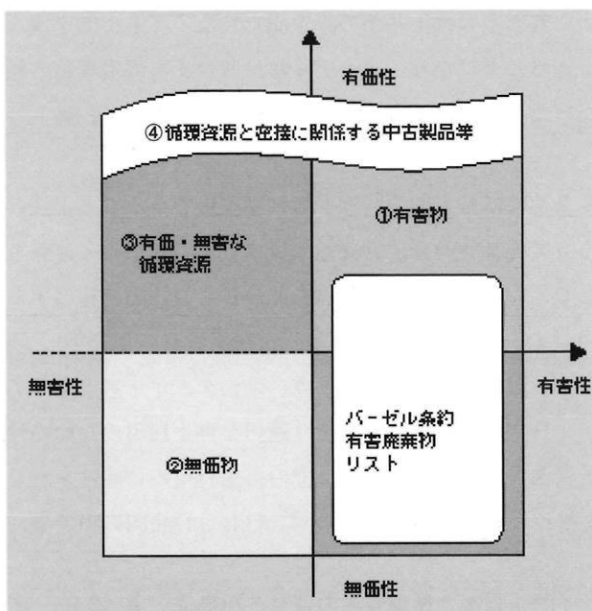 有価性
④循環資源と密接に関係する中古製品等
①有害物
③有価・無害な
循環資源
無害性
有害性
バーゼル条約
有害廃棄物
リスト
②無価物
無価性